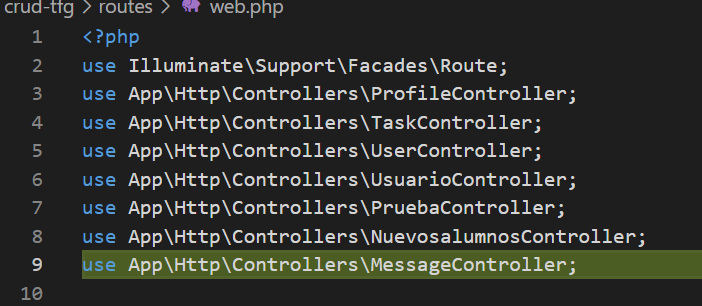 crud-tfg > routes > web.php
1 <?php
2 use Illuminate\Support\Facades\Route;
3 use App\Http\Controllers\ProfileController;
4 use App\Http\Controllers\TaskController;
5 use App\Http\Controllers\UserController;
6 use App\Http\Controllers\UsuarioController;
7 use App\Http\Controllers\PruebaController;
8 use App\Http\Controllers\NuevosalumnosController;
9 use App\Http\Controllers\MessageController;
10